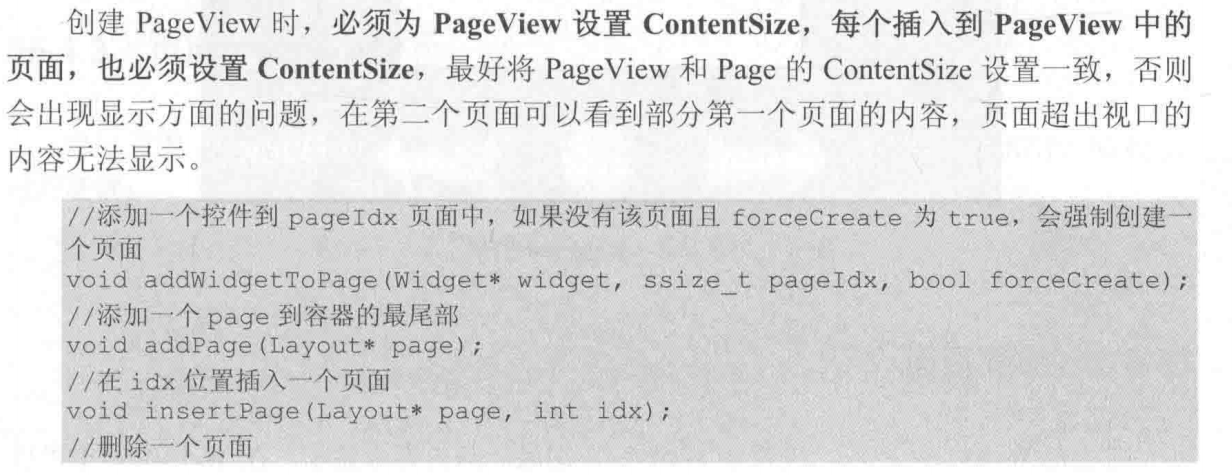 创建 PageView 时，必须为 PageView 设置 ContentSize，每个插入到 PageView 中的
页面，也必须设置 ContentSize，最好将 PageView 和 Page 的 ContentSize 设置一致，否则
会出现显示方面的问题，在第二个页面可以看到部分第一个页面的内容，页面超出视口的
内容无法显示。
//添加一个控件到 pageIdx 页面中，如果没有该页面且 forceCreate 为 true，会强制创建一
个页面
void addWidgetToPage(Widget* widget, ssize_t pageIdx, bool forceCreate);
//添加一个 page 到容器的最尾部
void addPage(Layout* page);
//在 idx 位置插入一个页面
void insertPage(Layout* page, int idx);
//删除一个页面